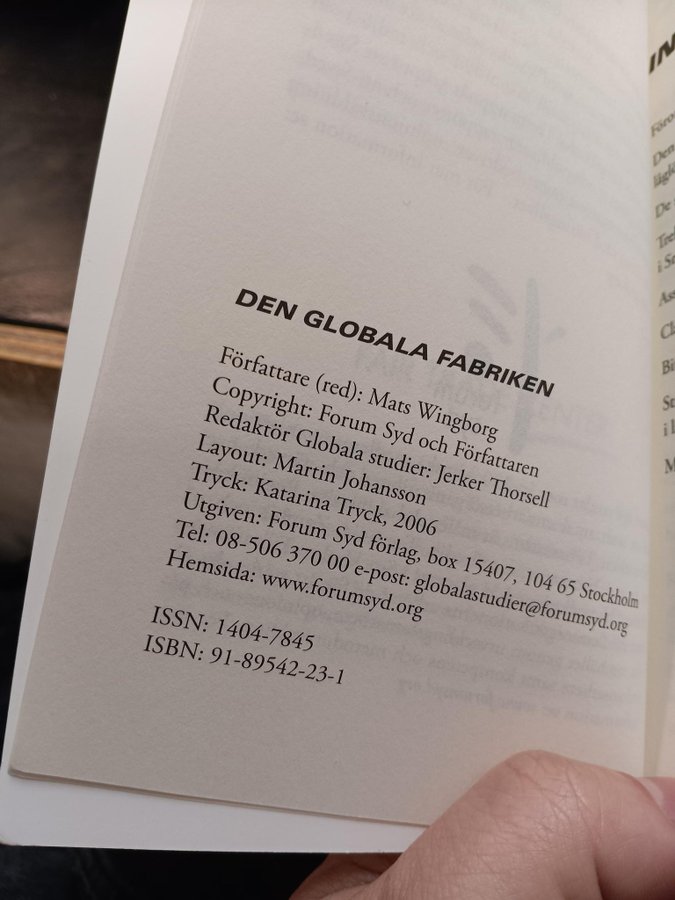 DEN GLOBALA FABRIKEN
Författare (red): Mats Wingborg
Copyright: Forum Syd och Författaren
Redaktör Globala studier: Jerker Thorsell
Layout: Martin Johansson
Tryck: Katarina Tryck, 2006
Utgiven: Forum Syd förlag, box 15407, 104 65 Stockholm
Tel: 08-506 370 00 e-post: globalastudier@forumsyd.org
Hemsida: www.forumsyd.org
ISSN: 1404-7845
ISBN: 91-89542-23-1
Den
De